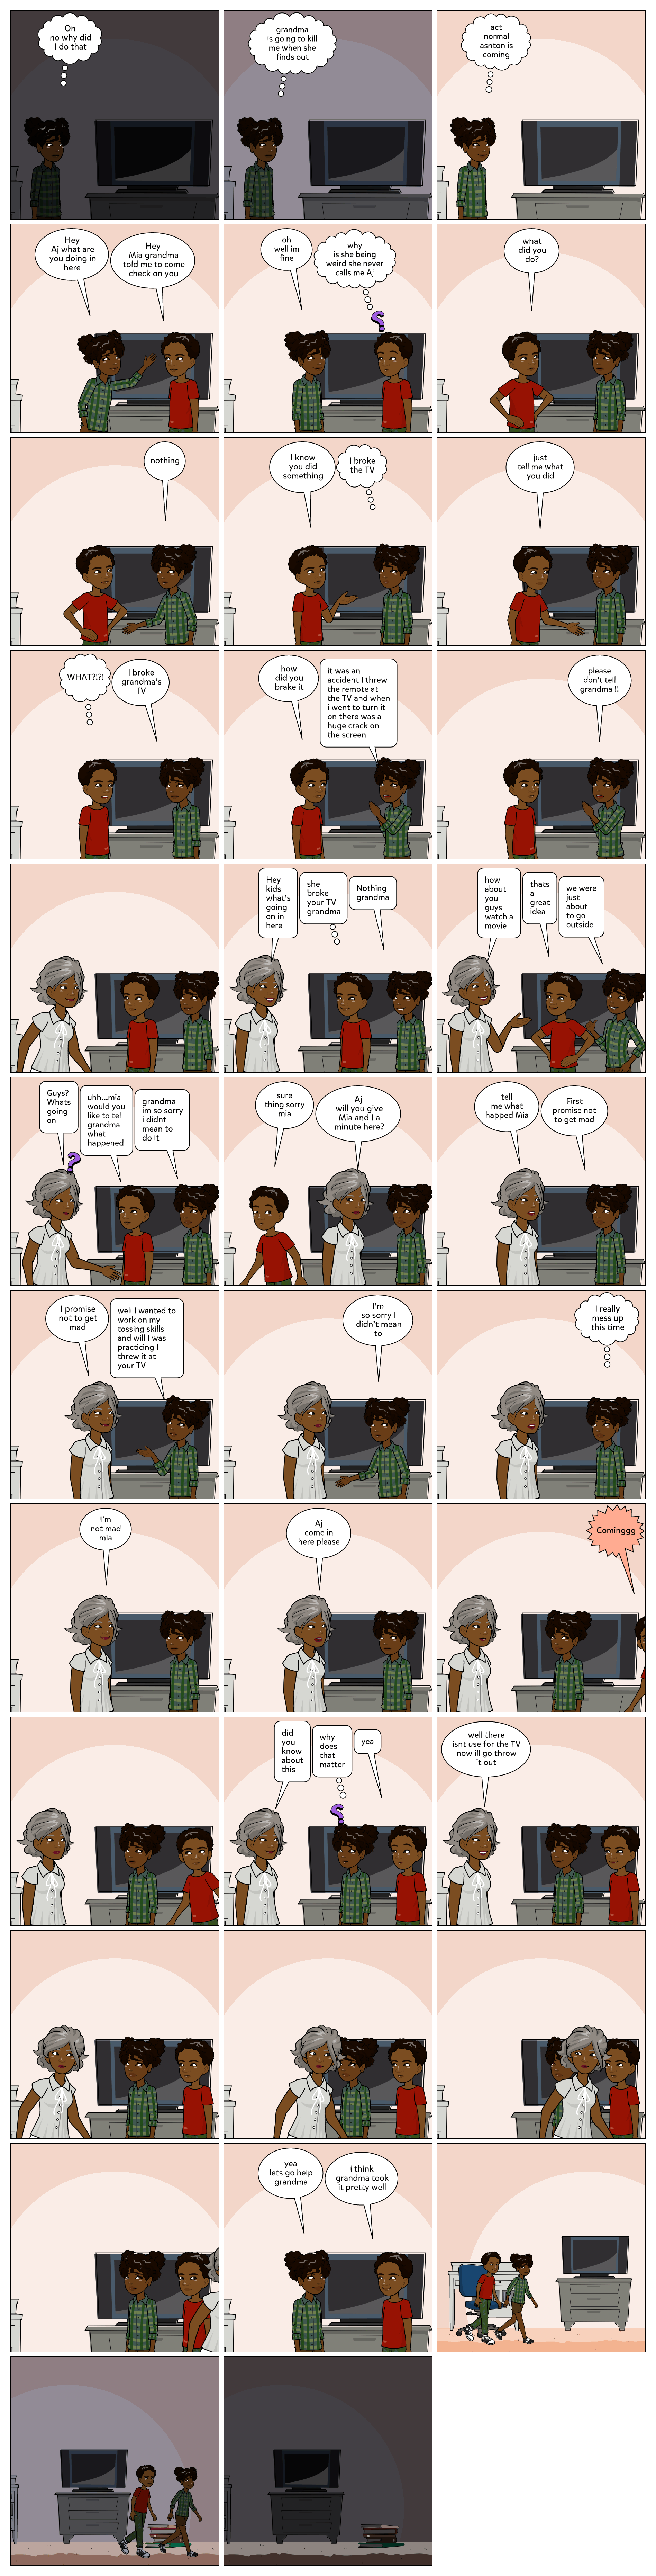 Oh
no why did
I do that
grandma
is going to kill
me when she
finds out
act
normal
ashton is
coming
Hey
Aj what are
you doing in
here
Hey
Mia grandma
told me to come
check on you
oh
well im
fine
why
is she being
weird she never
calls me Aj
?
what
did you
do?
nothing
I know
you did
something
I broke
the TV
just
tell me what
you did
WHAT?!?!
I broke
grandma's
TV
how
did you
brake it
it was an
accident I threw
the remote at
the TV and when
i went to turn it
on there was a
huge crack on
the screen
please
don't tell
grandma !!
Hey
kids
what's
going
on in
here
she
broke
your TV
grandma
Nothing
grandma
how
about
you
guys
watch a
movie
thats
a
great
idea
we were
just
about
to go
outside
Guys?
Whats
going
on
?
uhh...mia
would you
like to tell
grandma
what
happened
grandma
im so sorry
i didnt
mean to
do it
sure
thing sorry
mia
Aj
will you give
Mia and I a
minute here?
tell
me what
happed Mia
First
promise not
to get mad
I promise
not to get
mad
well I wanted to
work on my
tossing skills
and will I was
practicing I
threw it at
your TV
I'm
so sorry I
didn't mean
to
I really
mess up
this time
I'm
not mad
mia
Aj
come in
here please
Cominggg
did
you
know
about
this
why
does
that
matter
?
yea
well there
isnt use for the TV
now ill go throw
it out
yea
lets go help
grandma
i think
grandma took
it pretty well